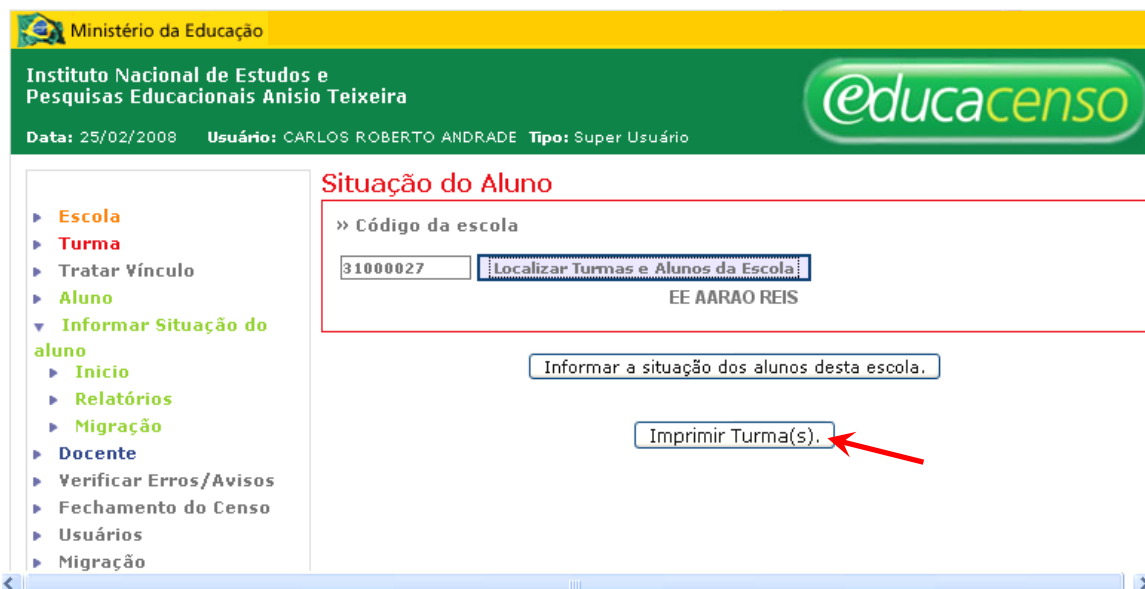 Ministério da Educação
Instituto Nacional de Estudos e
Pesquisas Educacionais Anisio Teixeira
educacenso
Data: 25/02/2008 Usuário: CARLOS ROBERTO ANDRADE Tipo: Super Usuário
Escola
Turma
Tratar Vínculo
Aluno
Informar Situação do
aluno
Inicio
Relatórios
Migração
Docente
Verificar Erros/Avisos
Fechamento do Censo
Usuários
Migração
Situação do Aluno
» Código da escola
31000027 Localizar Turmas e Alunos da Escola
EE AARAO REIS
Informar a situação dos alunos desta escola.
Imprimir Turma(s).